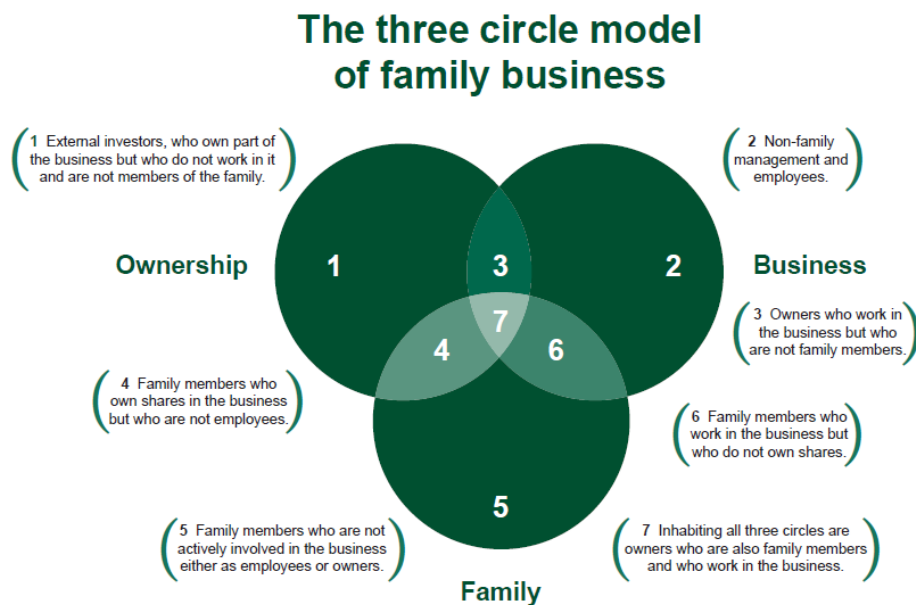 The three circle model
of family business
1 External investors, who own part
of the business but who do not work in it
and are not members of the family.
2 Non-family
management and
employees.
Ownership
1
3
2
Business
7
4
6
3 Owners who work in
the business but who
are not family members.
4 Family members who
own shares in the business
but who are not employees.
6 Family members who
work in the business but
who do not own shares.
5
5 Family members who are not
actively involved in the business
either as employees or owners.
7 Inhabiting all three circles are
owners who are also family members
and who work in the business.
Family